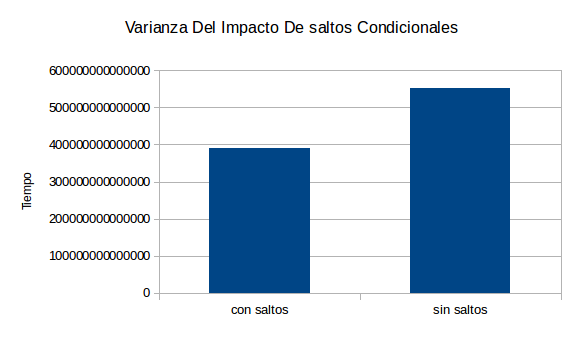 Varianza Del Impacto De saltos Condicionales
600000000000000
500000000000000
400000000000000
300000000000000
200000000000000
100000000000000
0
Tiempo
con saltos
sin saltos